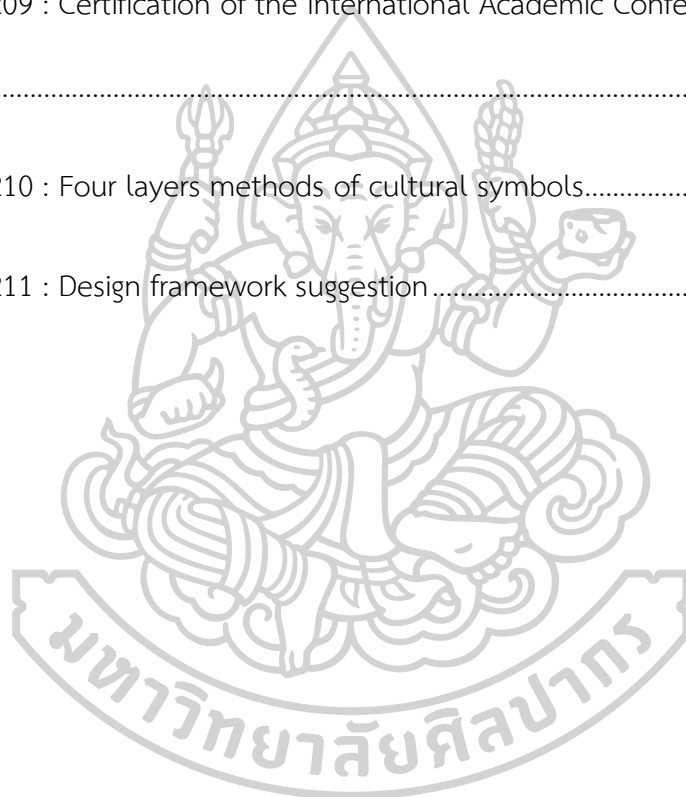 209 : Certification of the International Academic Confe
........................................................................................................
210 : Four layers methods of cultural symbols................
211 : Design framework suggestion.......................................
มหาวิทยาลัยศิลปากร